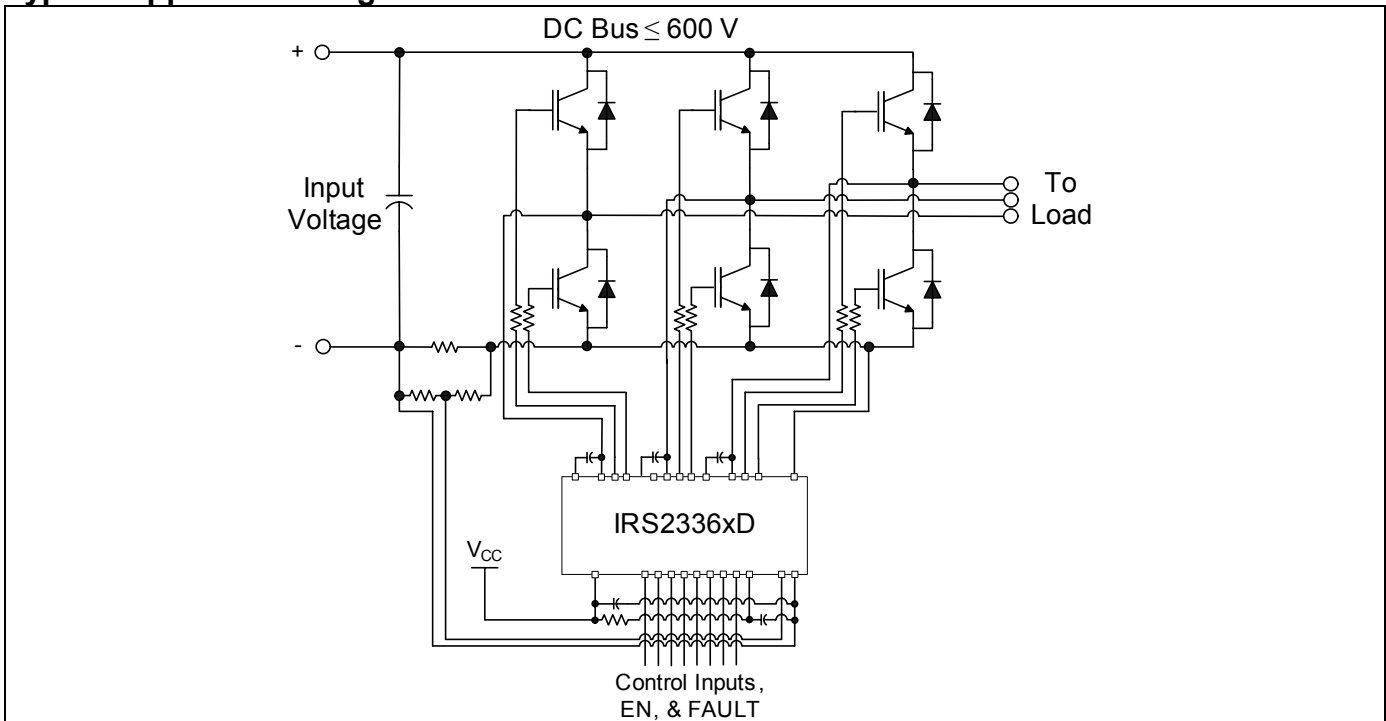 DC Bus ≤ 600 V
+
Input
Voltage
To
Load
-
IRS2336xD
VCC
Control Inputs,
EN, & FAULT